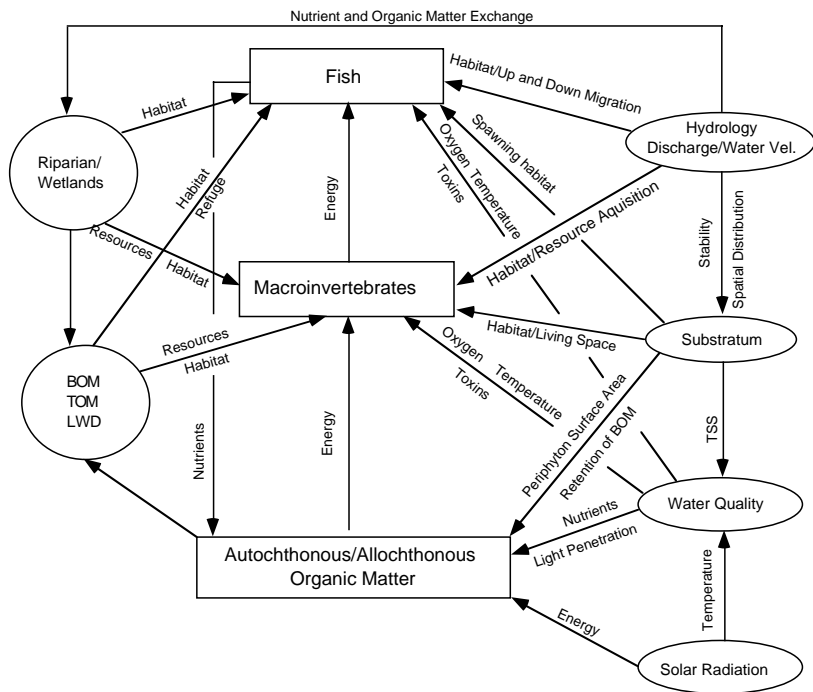 Nutrient and Organic Matter Exchange
Fish
Habitat/Up and Down Migration
Habitat
Hydrology
Discharge/Water Vel.
Riparian/
Wetlands
Habitat
Refuge
Energy
Oxygen Temperature
Toxins
Spawning habitat
Habitat/Resource Aquisition
Stability
Spatial Distribution
Resources Habitat
Macroinvertebrates
Habitat/Living Space
Substratum
Resources
Habitat
BOM
TOM
LWD
Oxygen Temperature
Toxins
Energy
Nutrients
Periphyton Surface Area
Retention of BOM
TSS
Water Quality
Nutrients
Light Penetration
Autochthonous/Allochthonous
Organic Matter
Temperature
Energy
Solar Radiation